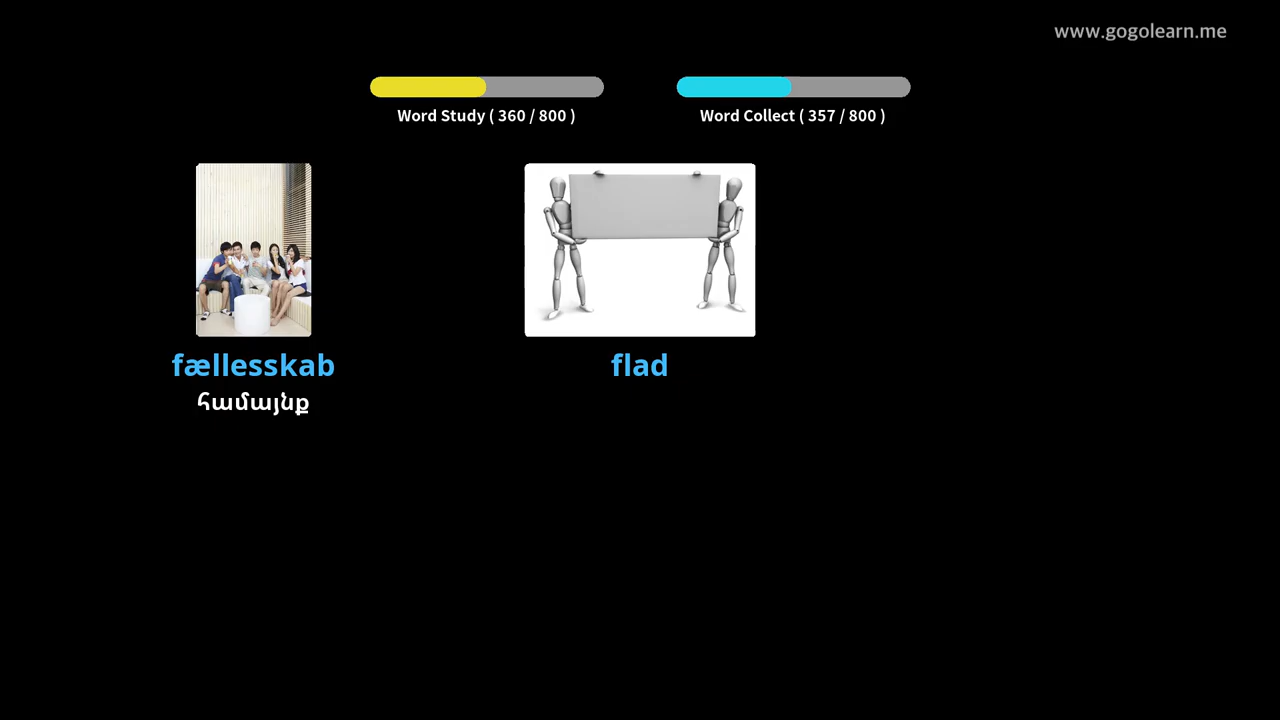 www.gogolearn.me
Word Study ( 360 / 800 )
Word Collect ( 357 / 800 )
fællesskab
համայնք
flad